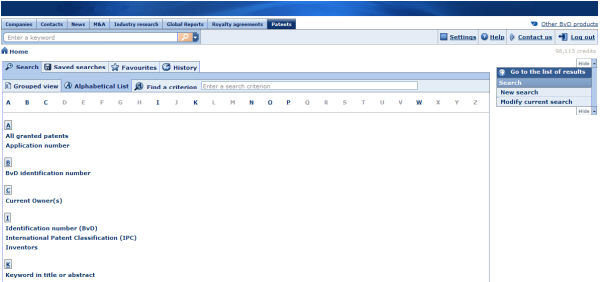 Companies Contacts News M&A Industry research Global Reports Royalty agreements Patents Other BvD products
Enter a keyword Settings Help Contact us Log out
Home 98,115 credits
Search Saved searches Favourites History Hide
Grouped view Alphabetical List Find a criterion Enter a search criterion Go to the list of results
Search
A B C D E F G H I J K L M N O P Q R S T U V W X Y Z New search
Modify current search
Hide
A
All granted patents
Application number
B
BvD identification number
C
Current Owner(s)
I
Identification number (BvD)
International Patent Classification (IPC)
Inventors
K
Keyword in title or abstract